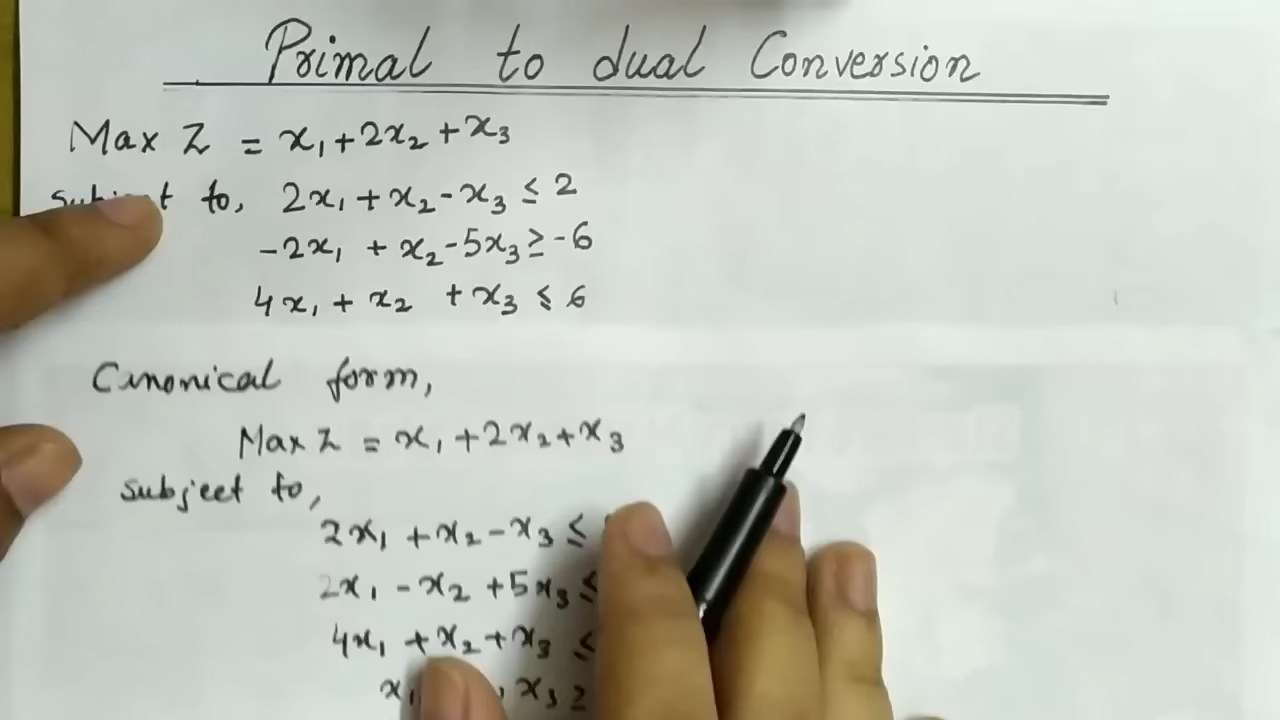 Primal to dual Conversion
Max Z = x₁ + 2x₂ + x₃
Subject to, 2x₁ + x₂ - x₃ ≤ 2
-2x₁ + x₂ - 5x₃ ≥ -6
4x₁ + x₂ + x₃ ≤ 6
Canonical form,
Max Z = x₁ + 2x₂ + x₃
Subject to,
2x₁ + x₂ - x₃ ≤
2x₁ - x₂ + 5x₃ ≤
4x₁ + x₂ + x₃ ≤
x₁ , x₃ ≥